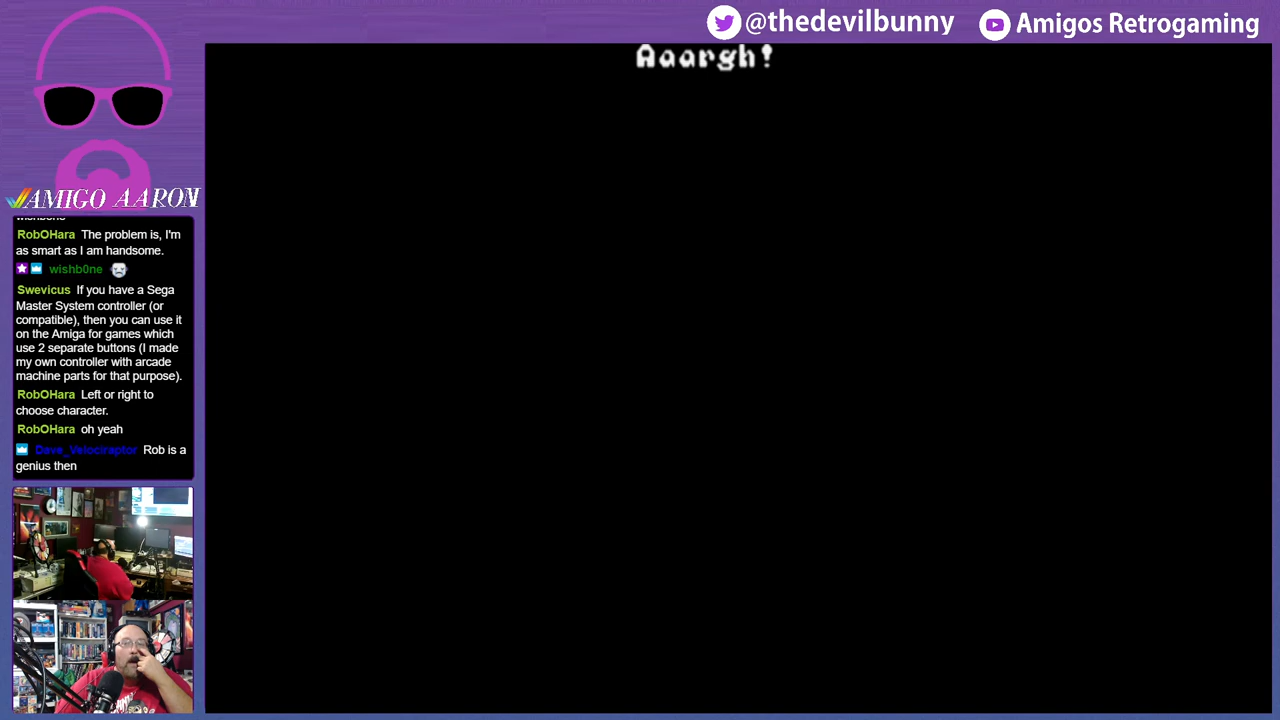 @thedevilbunny
Amigos Retrogaming
Aaargh!
AMIGO AARON
RobOHara The problem is, I'm
as smart as I am handsome.
wishb0ne
Swevicus If you have a Sega
Master System controller (or
compatible), then you can use it
on the Amiga for games which
use 2 separate buttons (I made
my own controller with arcade
machine parts for that purpose).
RobOHara Left or right to
choose character.
RobOHara oh yeah
Dave_Velociraptor Rob is a
genius then